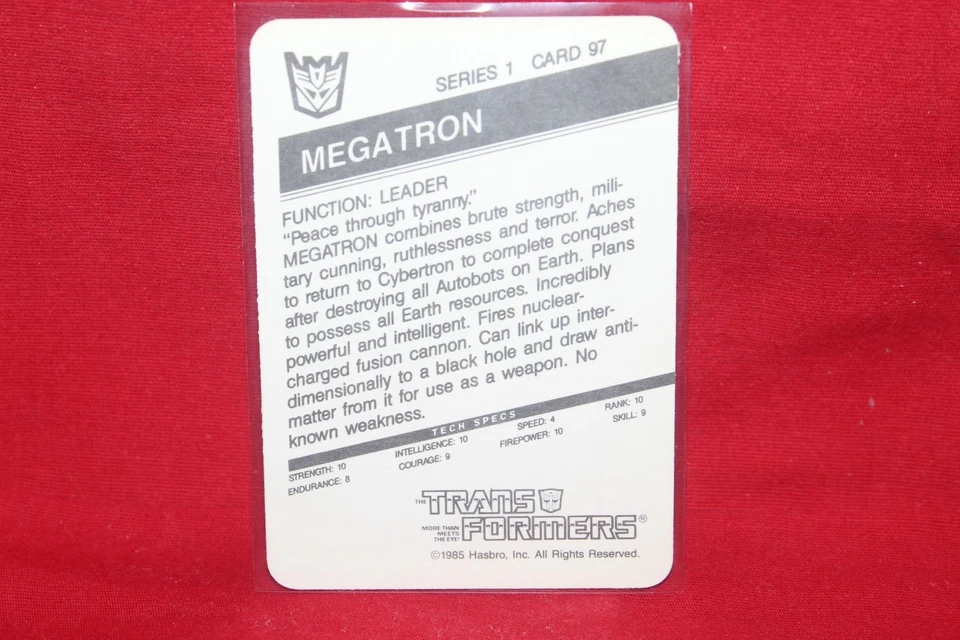 SERIES 1 CARD 97
MEGATRON
FUNCTION: LEADER
“Peace through tyranny.”
MEGATRON combines brute strength, mili-
tary cunning, ruthlessness and terror. Aches
to return to Cybertron to complete conquest
after destroying all Autobots on Earth. Plans
to possess all Earth resources. Incredibly
powerful and intelligent. Fires nuclear-
charged fusion cannon. Can link up inter-
dimensionally to a black hole and draw anti-
matter from it for use as a weapon. No
known weakness.
TECH SPECS
STRENGTH: 10 INTELLIGENCE: 10 SPEED: 4 RANK: 10
ENDURANCE: 8 COURAGE: 9 FIREPOWER: 10 SKILL: 9
THE TRANS
MORE THAN
MEETS
THE EYE!
FORMERS®
©1985 Hasbro, Inc. All Rights Reserved.